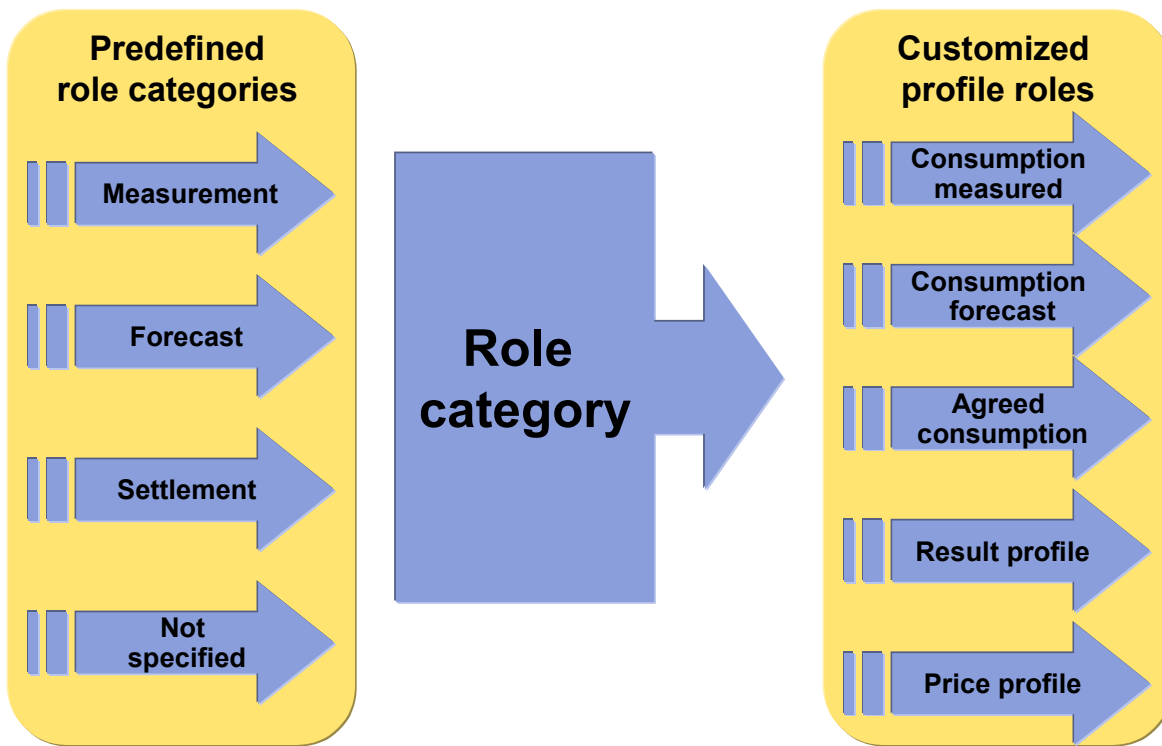 Predefined
role categories
Measurement
Forecast
Settlement
Not
specified
Role
category
Customized
profile roles
Consumption
measured
Consumption
forecast
Agreed
consumption
Result profile
Price profile